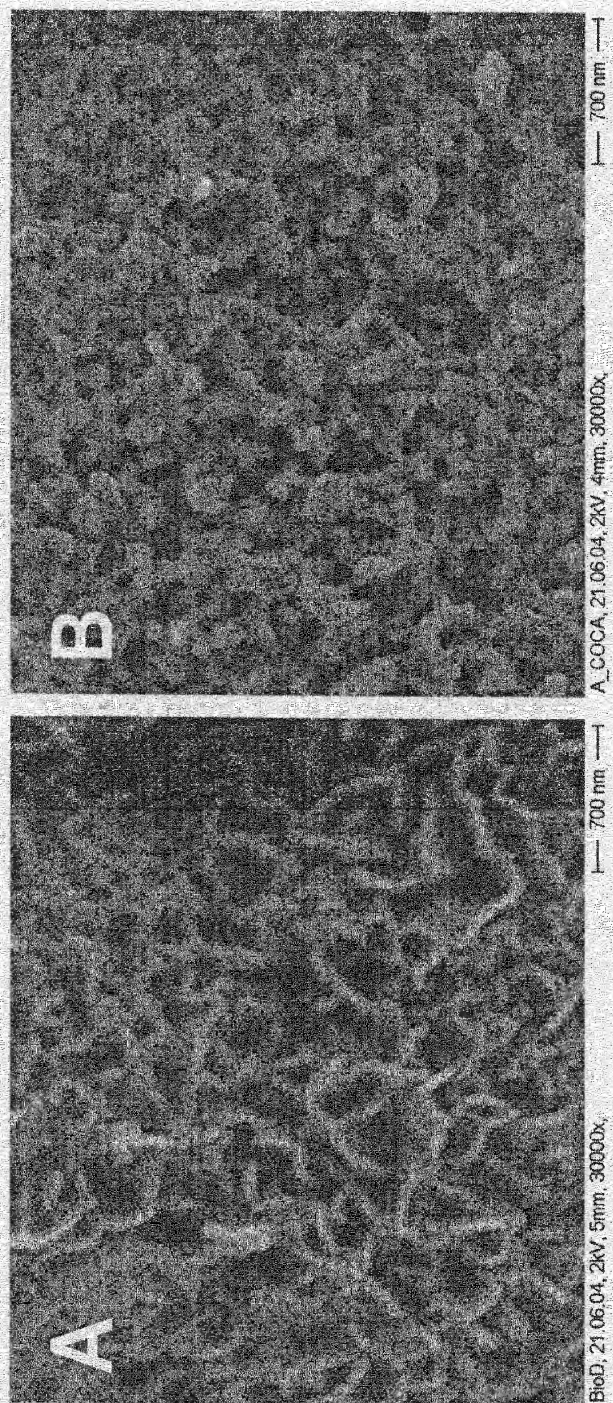 A
BioD, 21.06.04, 2kV, 5mm, 30000x,
700 nm
B
A_COCA, 21.06.04, 2kV, 4mm, 30000x,
700 nm